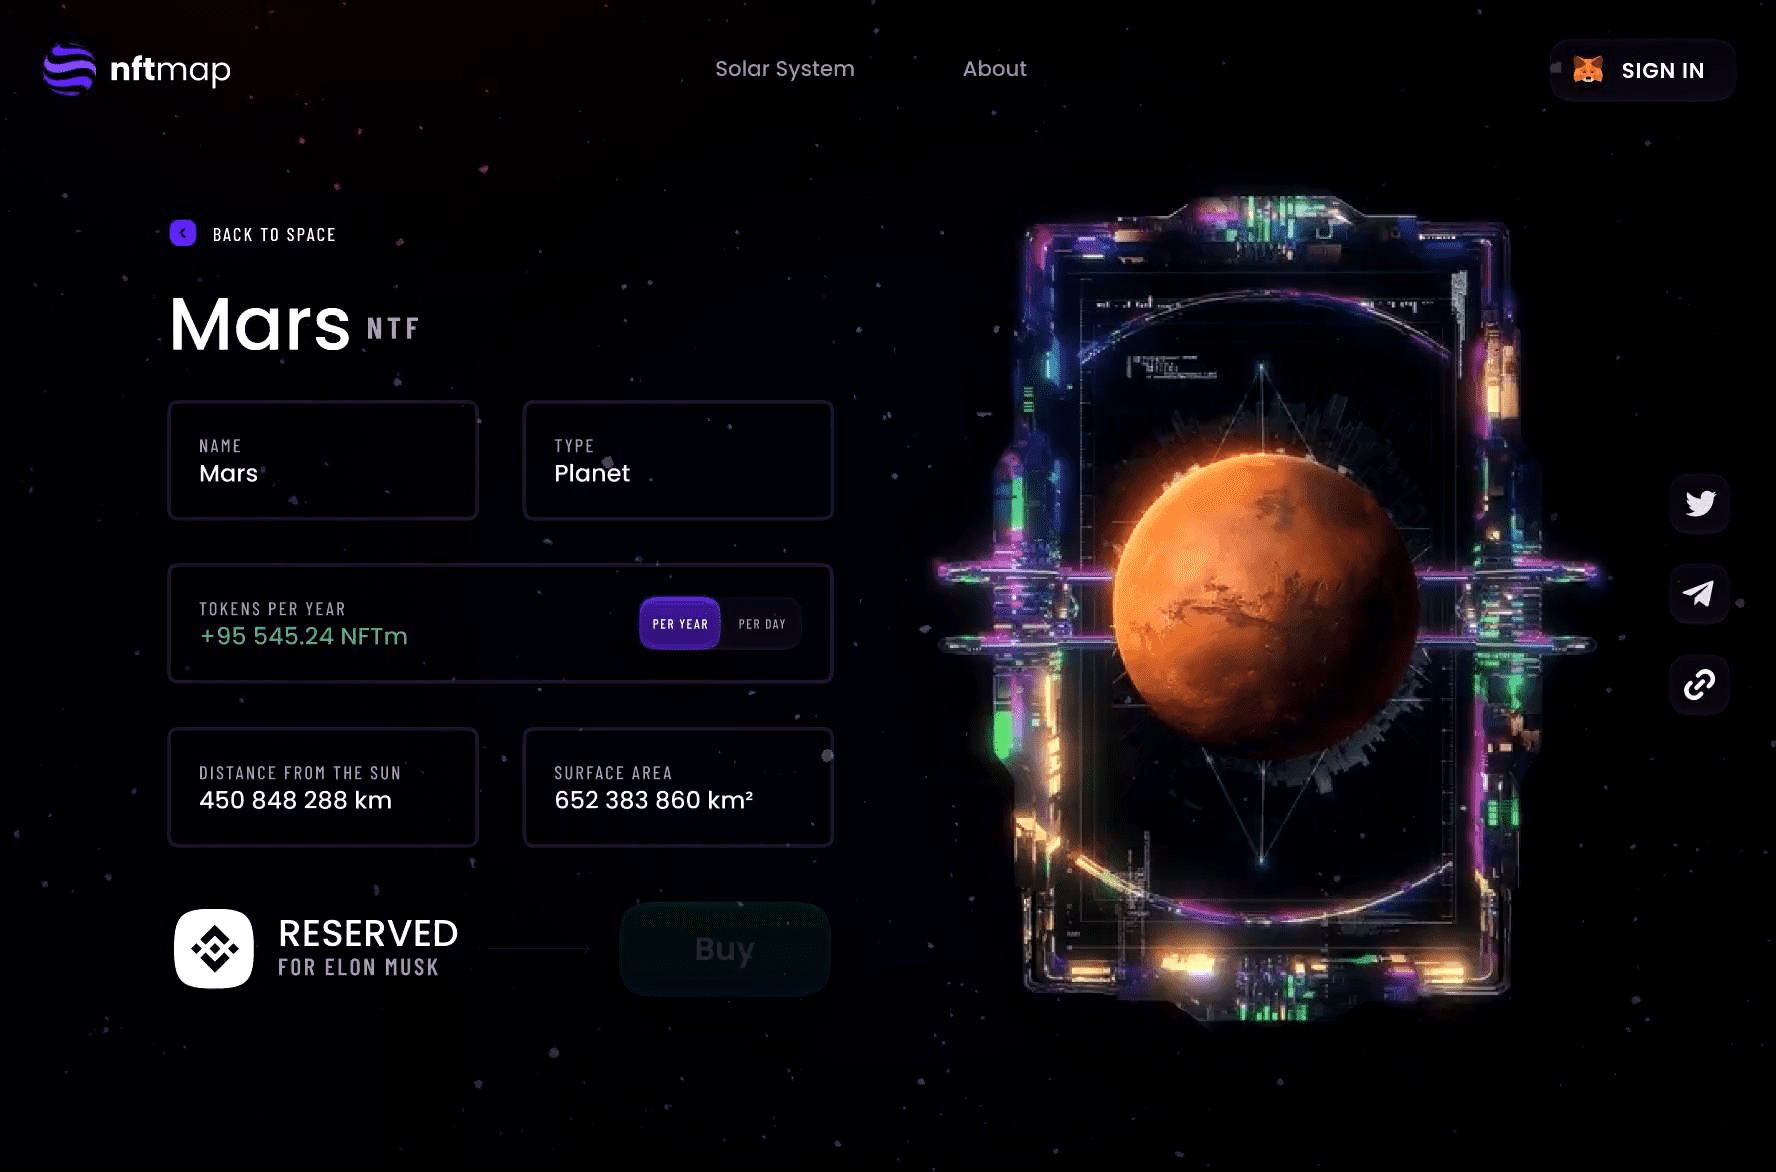 nftmap
Solar System
About
SIGN IN
BACK TO SPACE
Mars NTF
NAME
Mars
TYPE
Planet
TOKENS PER YEAR
+95 545.24 NFTm
PER YEAR
PER DAY
DISTANCE FROM THE SUN
450 848 288 km
SURFACE AREA
652 383 860 km²
RESERVED
FOR ELON MUSK
Buy